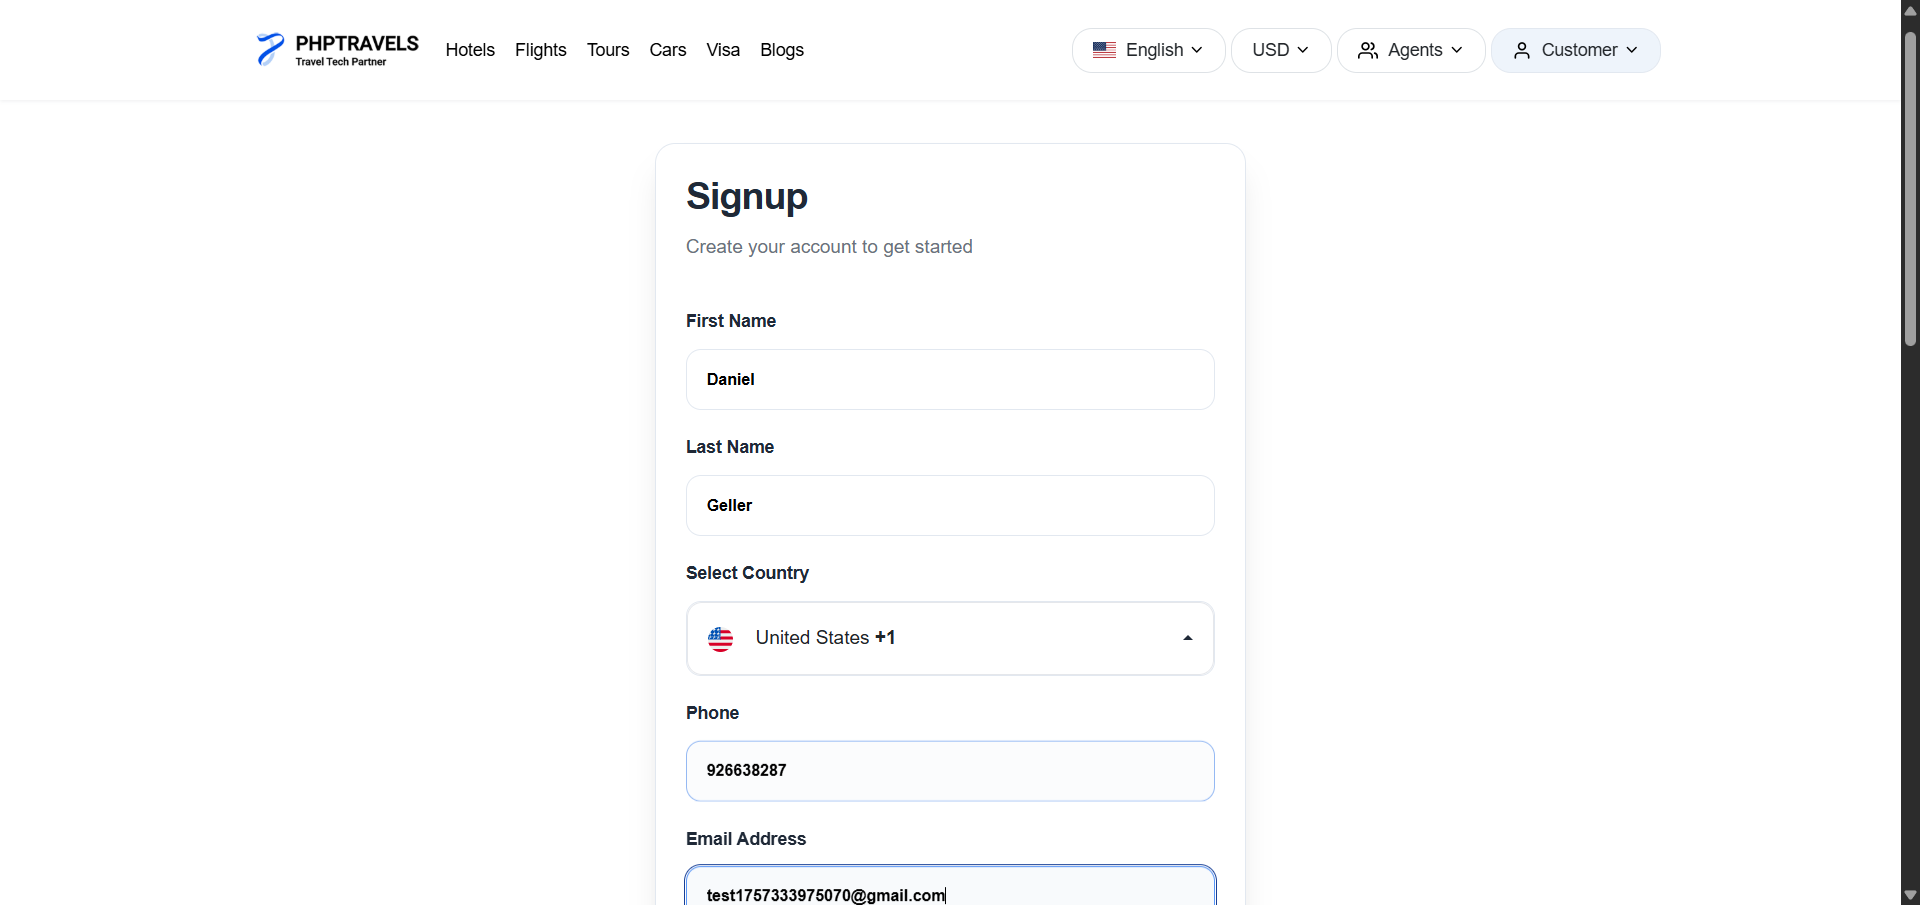 PHPTRAVELS
Travel Tech Partner
Hotels Flights Tours Cars Visa Blogs
English USD Agents Customer
Signup
Create your account to get started
First Name
Daniel
Last Name
Geller
Select Country
United States +1
Phone
926638287
Email Address
test1757333975070@gmail.com